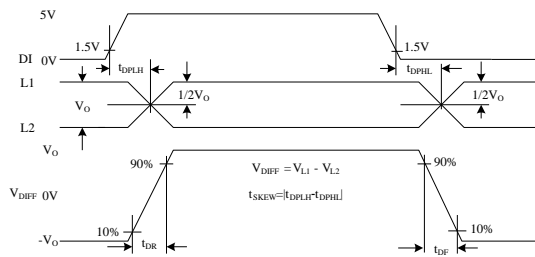 5V
1.5V
1.5V
DI 0V
tDPLH
tDPHL
L1
VO
1/2VO
1/2VO
L2
VO
90%
VDIFF = VL1 - VL2
90%
VDIFF 0V
tSKEW=|tDPLH-tDPHL|
10%
10%
-VO
tDR
tDF